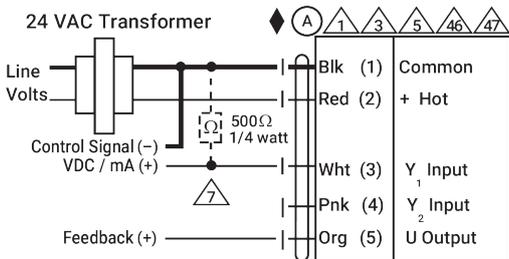 24 VAC Transformer
A 1 3 5 46 47
Line
Volts
Blk (1) Common
Red (2) + Hot
Ω 500Ω
1/4 watt
Control Signal (−)
VDC / mA (+)
Wht (3) Y1 Input
7
Pnk (4) Y2 Input
Feedback (+)
Org (5) U Output